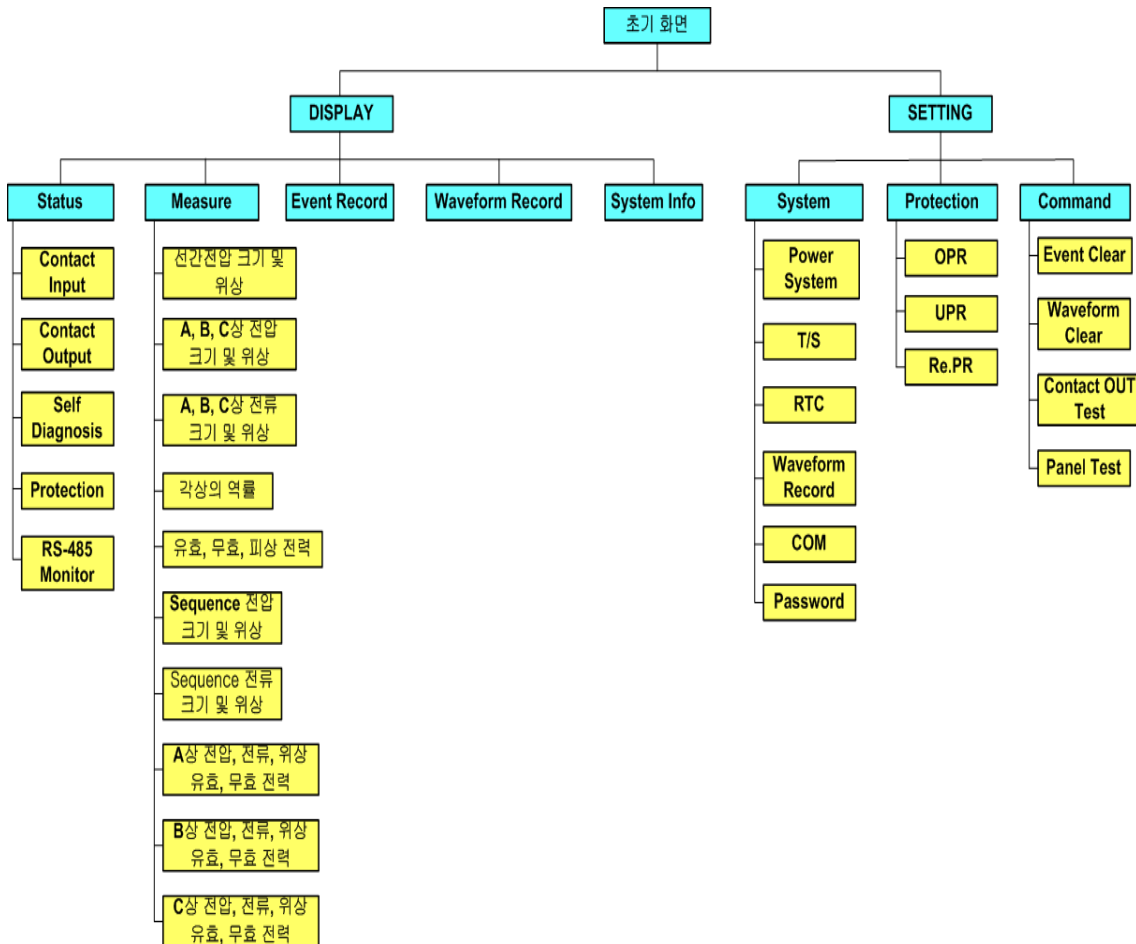 초기 화면
DISPLAY
SETTING
Status
Measure
Event Record
Waveform Record
System Info
System
Protection
Command
Contact
Input
Contact
Output
Self
Diagnosis
Protection
RS-485
Monitor
선간전압 크기 및
위상
A, B, C상 전압
크기 및 위상
A, B, C상 전류
크기 및 위상
각상의 역률
유효, 무효, 피상 전력
Sequence 전압
크기 및 위상
Sequence 전류
크기 및 위상
A상 전압, 전류, 위상
유효, 무효 전력
B상 전압, 전류, 위상
유효, 무효 전력
C상 전압, 전류, 위상
유효, 무효 전력
Power
System
T/S
RTC
Waveform
Record
COM
Password
OPR
UPR
Re.PR
Event Clear
Waveform
Clear
Contact OUT
Test
Panel Test